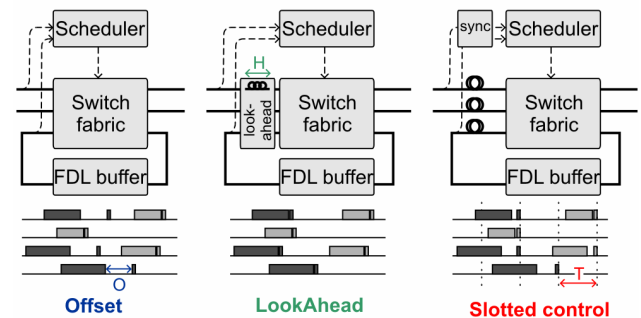 Scheduler
Switch
fabric
FDL buffer
O
Offset
Scheduler
H
look-
ahead
Switch
fabric
FDL buffer
LookAhead
sync
Scheduler
Switch
fabric
FDL buffer
T
Slotted control